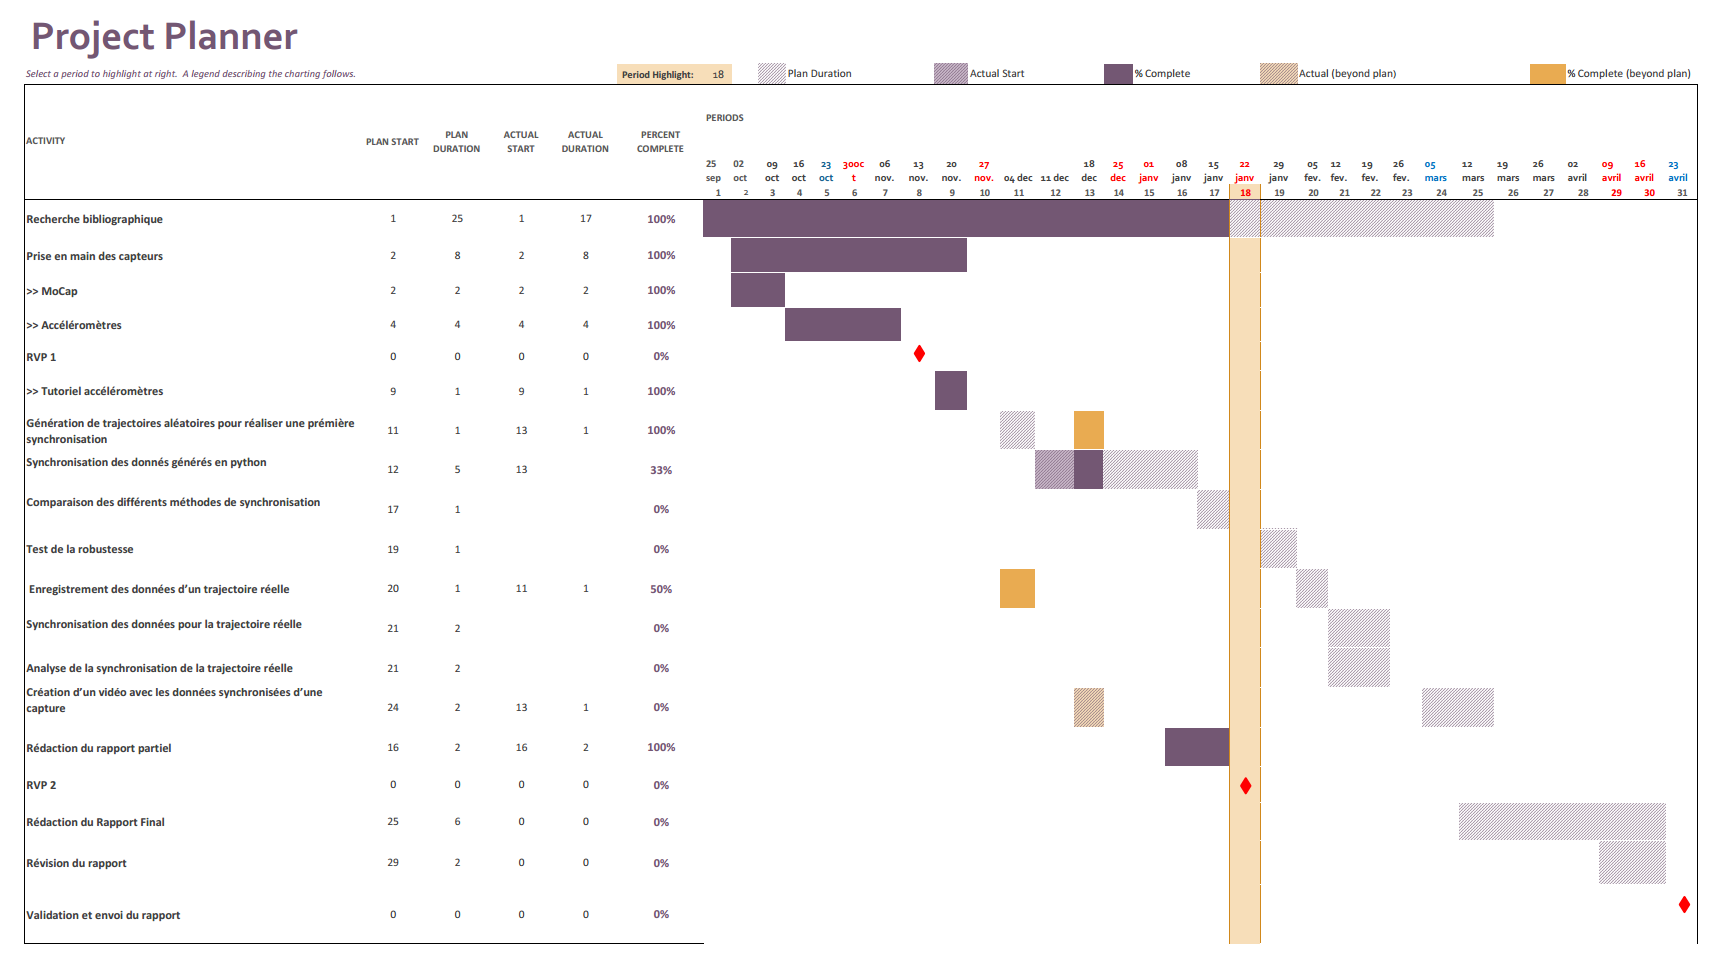 Project Planner
Select a period to highlight at right.  A legend describing the charting follows.
Period Highlight: 18
Plan Duration
Actual Start
% Complete
Actual (beyond plan)
% Complete (beyond plan)
PERIODS
ACTIVITY PLAN START PLAN DURATION ACTUAL START ACTUAL DURATION PERCENT COMPLETE
25 02 09 16 23 30oc 06 13 20 27 18 25 01 08 15 22 29 05 12 19 26 05 12 19 26 02 09 16 23
sep oct oct oct oct t nov. nov. nov. nov. 04 dec 11 dec dec dec janv janv janv janv janv fev. fev. fev. fev. mars mars mars mars avril avril avril avril
1 2 3 4 5 6 7 8 9 10 11 12 13 14 15 16 17 18 19 20 21 22 23 24 25 26 27 28 29 30 31
Recherche bibliographique 1 25 1 17 100%
Prise en main des capteurs 2 8 2 8 100%
>> MoCap 2 2 2 2 100%
>> Accéléromètres 4 4 4 4 100%
RVP 1 0 0 0 0 0%
>> Tutoriel accéléromètres 9 1 9 1 100%
Génération de trajectoires aléatoires pour réaliser une prémière
synchronisation 11 1 13 1 100%
Synchronisation des donnés générés en python 12 5 13 33%
Comparaison des différents méthodes de synchronisation 17 1 0%
Test de la robustesse 19 1 0%
Enregistrement des données d'un trajectoire réelle 20 1 11 1 50%
Synchronisation des données pour la trajectoire réelle 21 2 0%
Analyse de la synchronisation de la trajectoire réelle 21 2 0%
Création d'un vidéo avec les données synchronisées d'une
capture 24 2 13 1 0%
Rédaction du rapport partiel 16 2 16 2 100%
RVP 2 0 0 0 0 0%
Rédaction du Rapport Final 25 6 0 0 0%
Révision du rapport 29 2 0 0 0%
Validation et envoi du rapport 0 0 0 0 0%